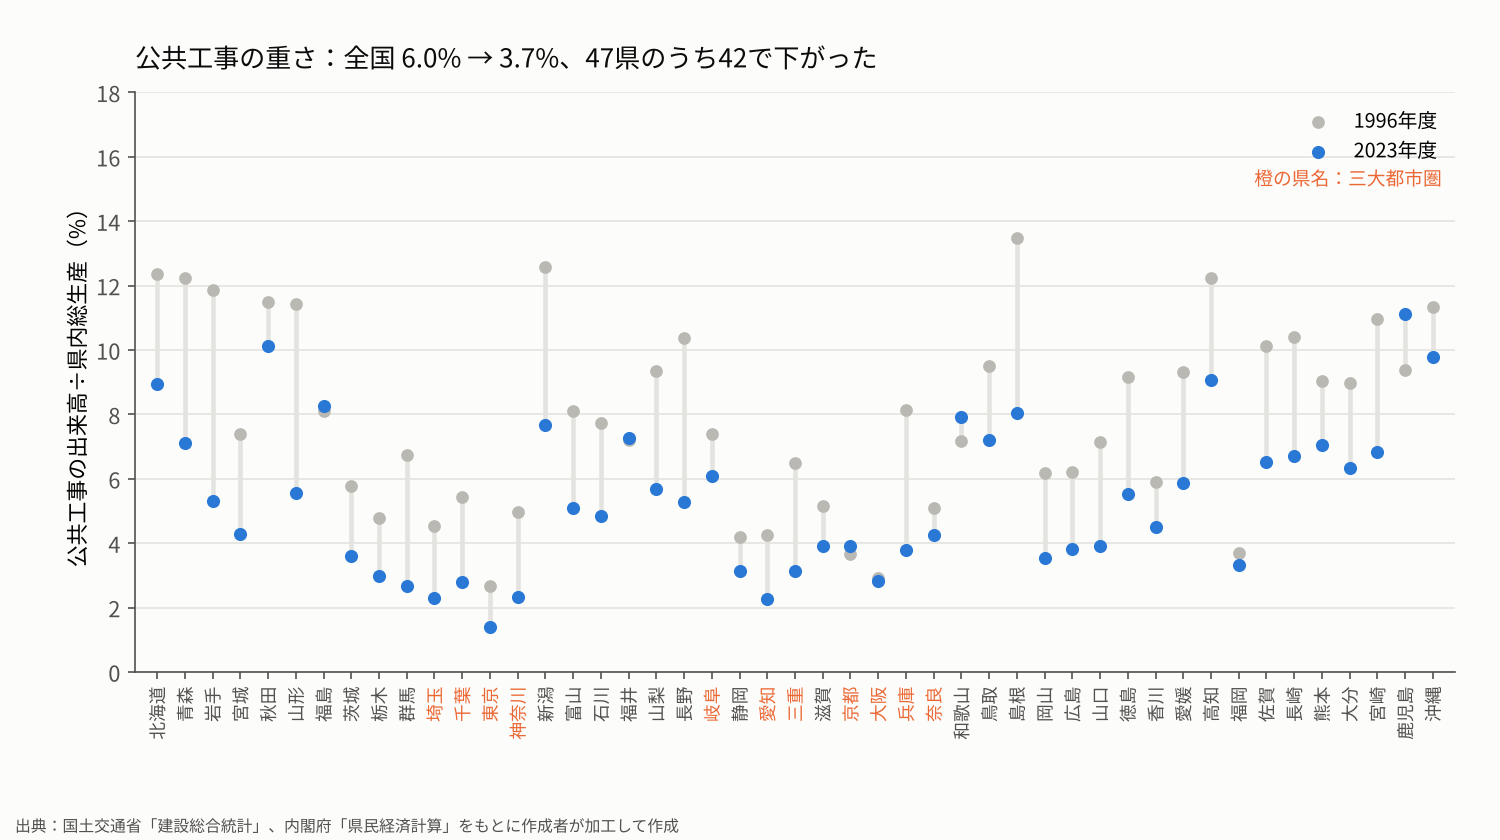 公共工事の重さ：全国 6.0% → 3.7%、47県のうち42で下がった
18
16
14
12
10
8
6
4
2
0
公共工事の出来高÷県内総生産（%）
1996年度
2023年度
橙の県名：三大都市圏
北海道
青森
岩手
宮城
秋田
山形
福島
茨城
栃木
群馬
埼玉
千葉
東京
神奈川
新潟
富山
石川
福井
山梨
長野
岐阜
静岡
愛知
三重
滋賀
京都
大阪
兵庫
奈良
和歌山
鳥取
島根
岡山
広島
山口
徳島
香川
愛媛
高知
福岡
佐賀
長崎
熊本
大分
宮崎
鹿児島
沖縄
出典：国土交通省「建設総合統計」、内閣府「県民経済計算」をもとに作成者が加工して作成